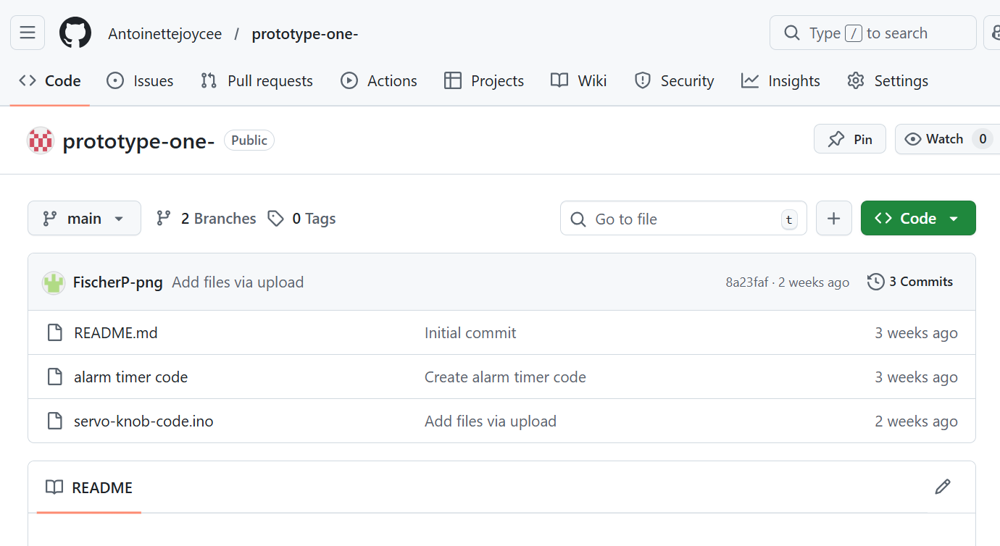 Antoinettejoycee / prototype-one- Type / to search
Code Issues Pull requests Actions Projects Wiki Security Insights Settings
prototype-one- Public Pin Watch 0
main 2 Branches 0 Tags Go to file t + Code
FischerP-png Add files via upload 8a23faf · 2 weeks ago 3 Commits
README.md Initial commit 3 weeks ago
alarm timer code Create alarm timer code 3 weeks ago
servo-knob-code.ino Add files via upload 2 weeks ago
README